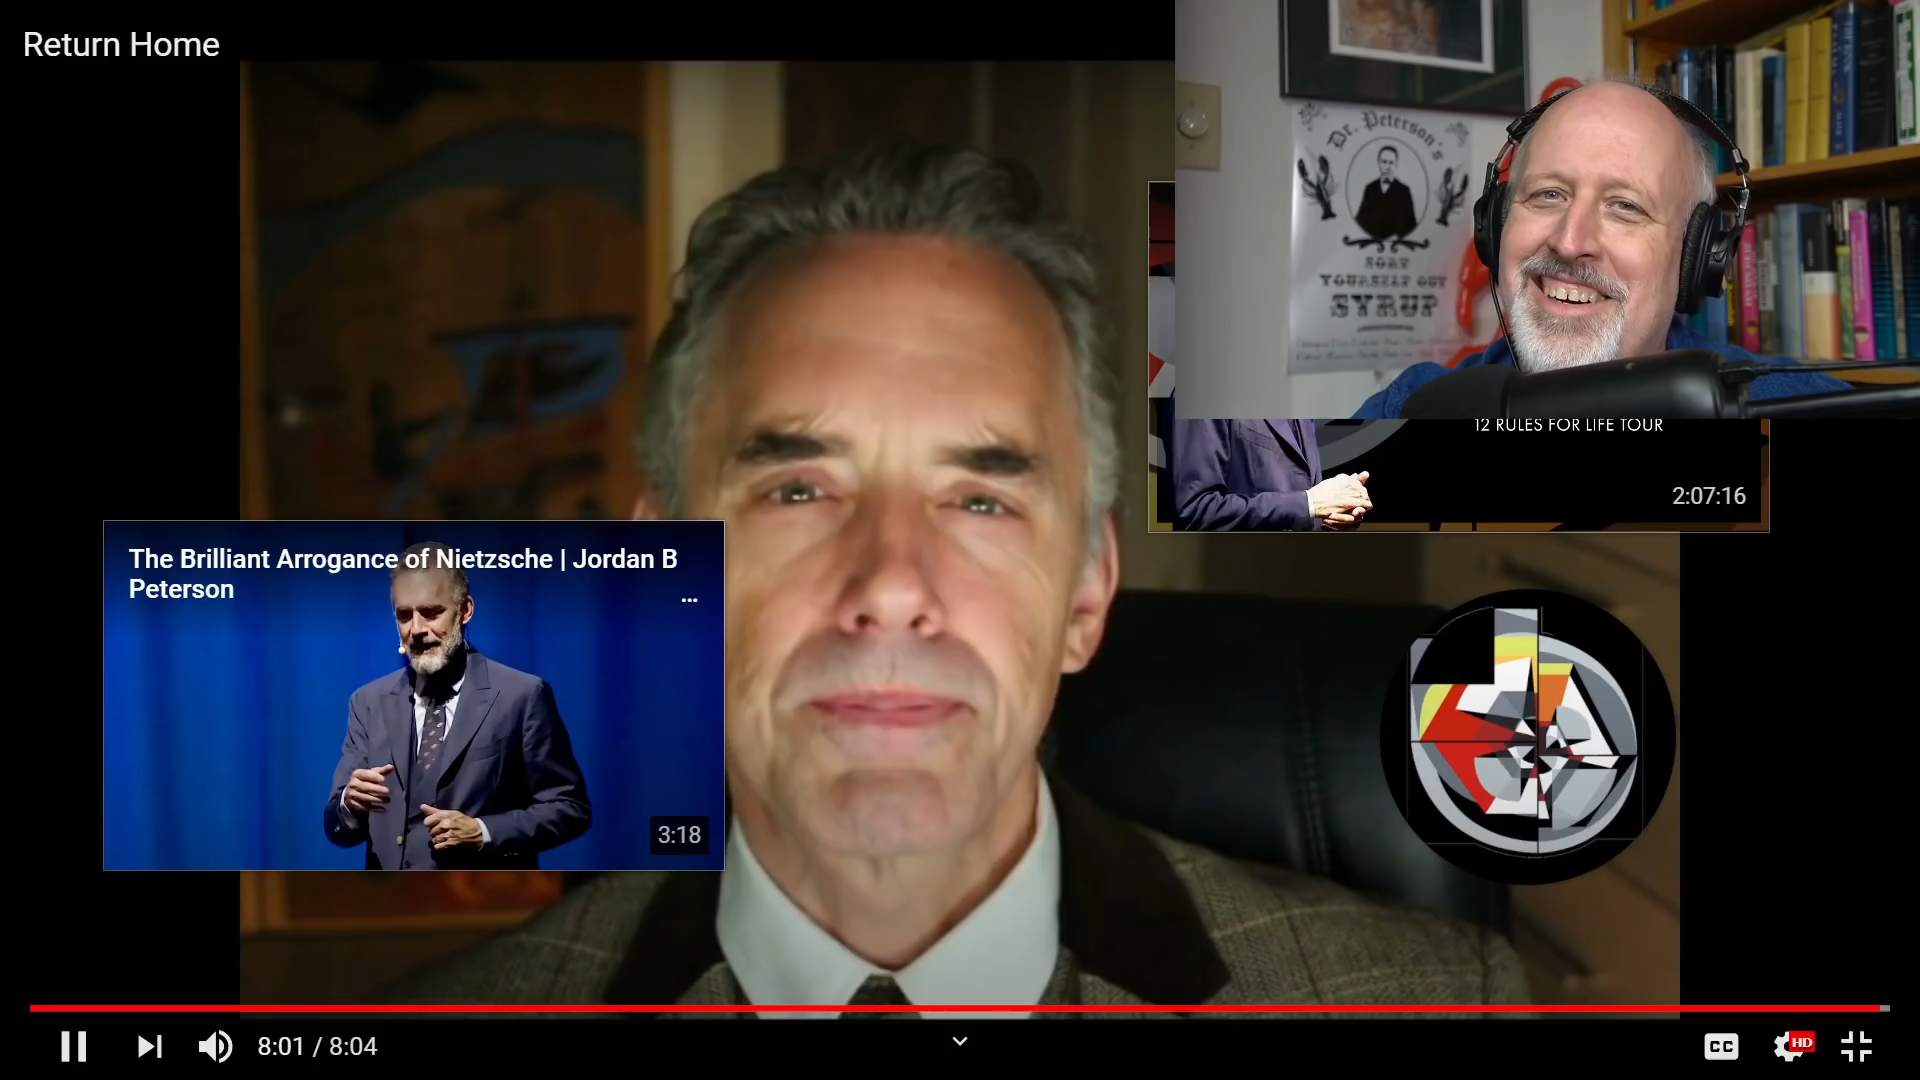 Return Home
Dr. Peterson's
SORT
YOURSELF OUT
SYRUP
12 RULES FOR LIFE TOUR
2:07:16
The Brilliant Arrogance of Nietzsche | Jordan B
Peterson
...
3:18
8:01 / 8:04
CC
HD